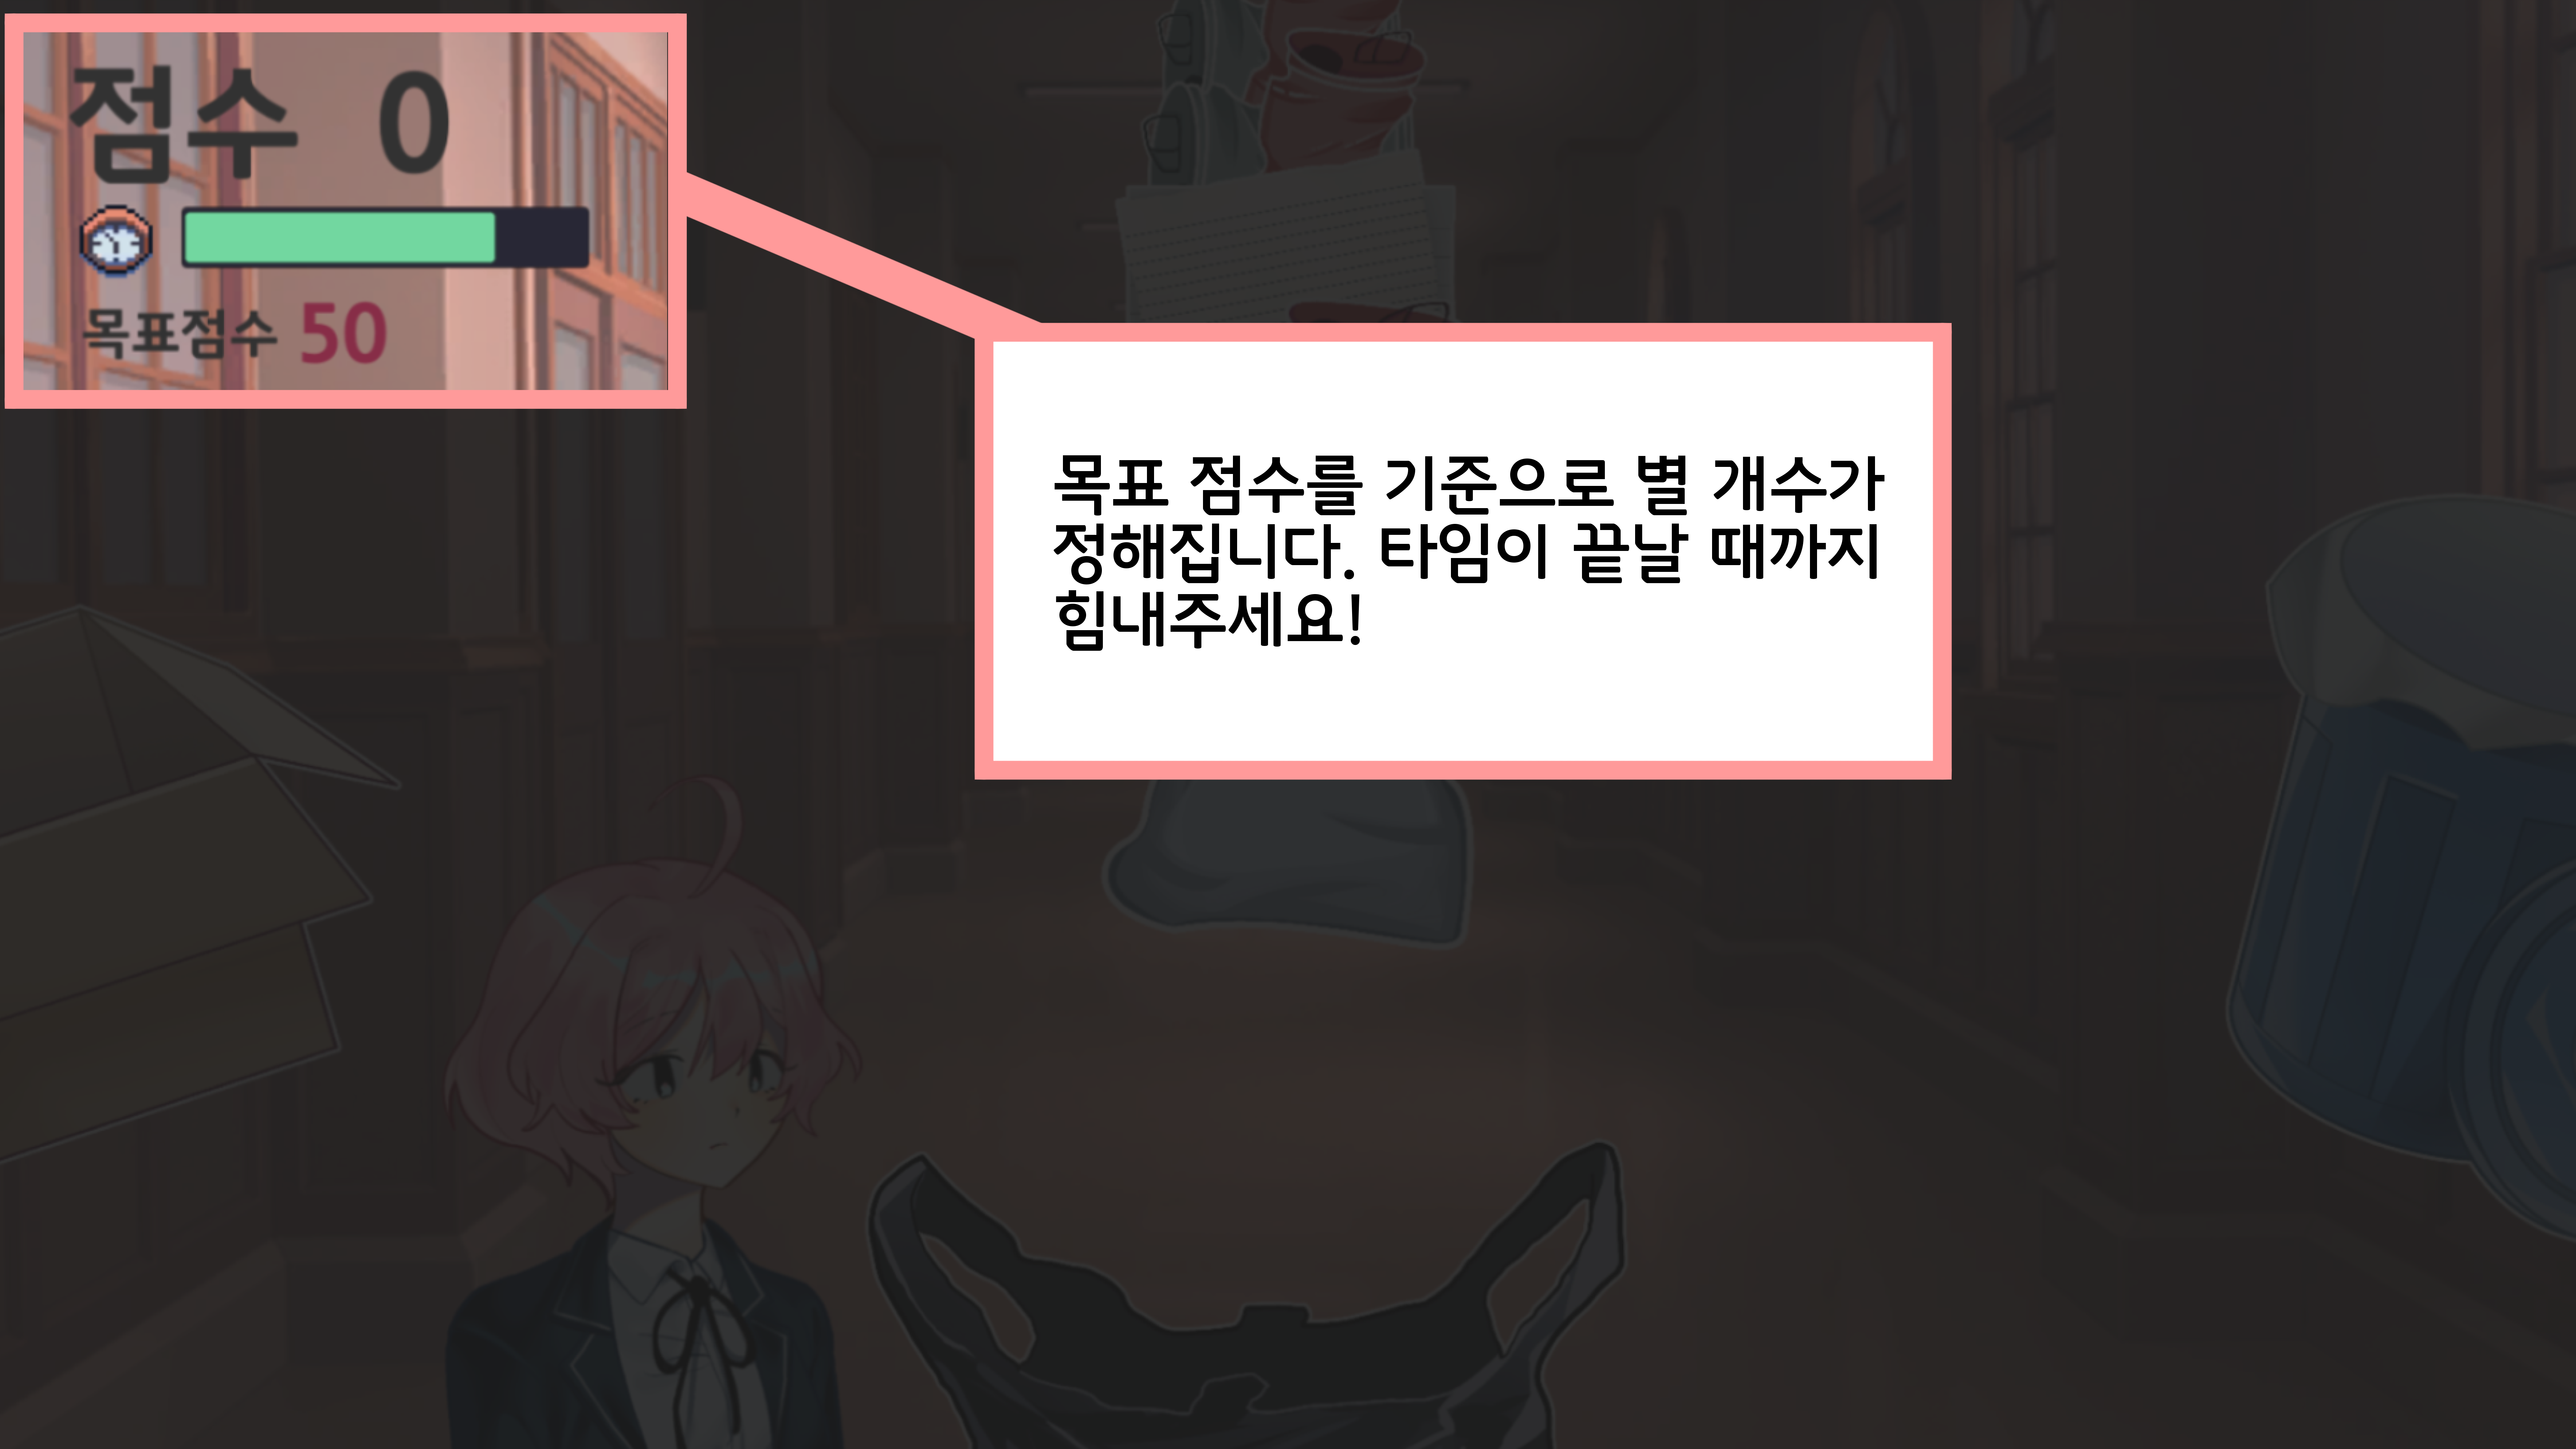 점수 0
목표점수 50
목표 점수를 기준으로 별 개수가
정해집니다. 타임이 끝날 때까지
힘내주세요!